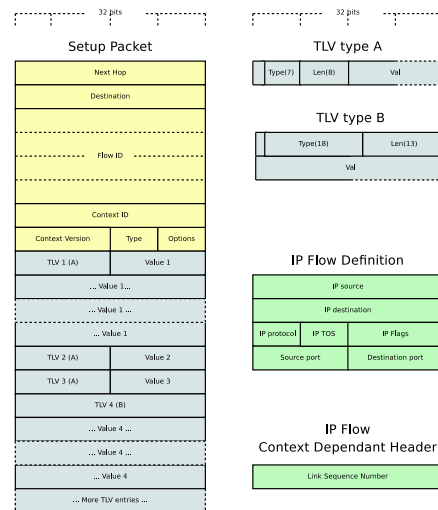 32 bits
Setup Packet
Next Hop
Destination
Flow ID
Context ID
Context Version Type Options
TLV 1 (A) Value 1
... Value 1...
... Value 1 ...
... Value 1
TLV 2 (A) Value 2
TLV 3 (A) Value 3
TLV 4 (B)
... Value 4 ...
... Value 4 ...
... Value 4
... More TLV entries ...
32 bits
TLV type A
Type(7) Len(8) Val
TLV type B
Type(18) Len(13)
Val
IP Flow Definition
IP source
IP destination
IP protocol IP TOS IP Flags
Source port Destination port
IP Flow
Context Dependant Header
Link Sequence Number